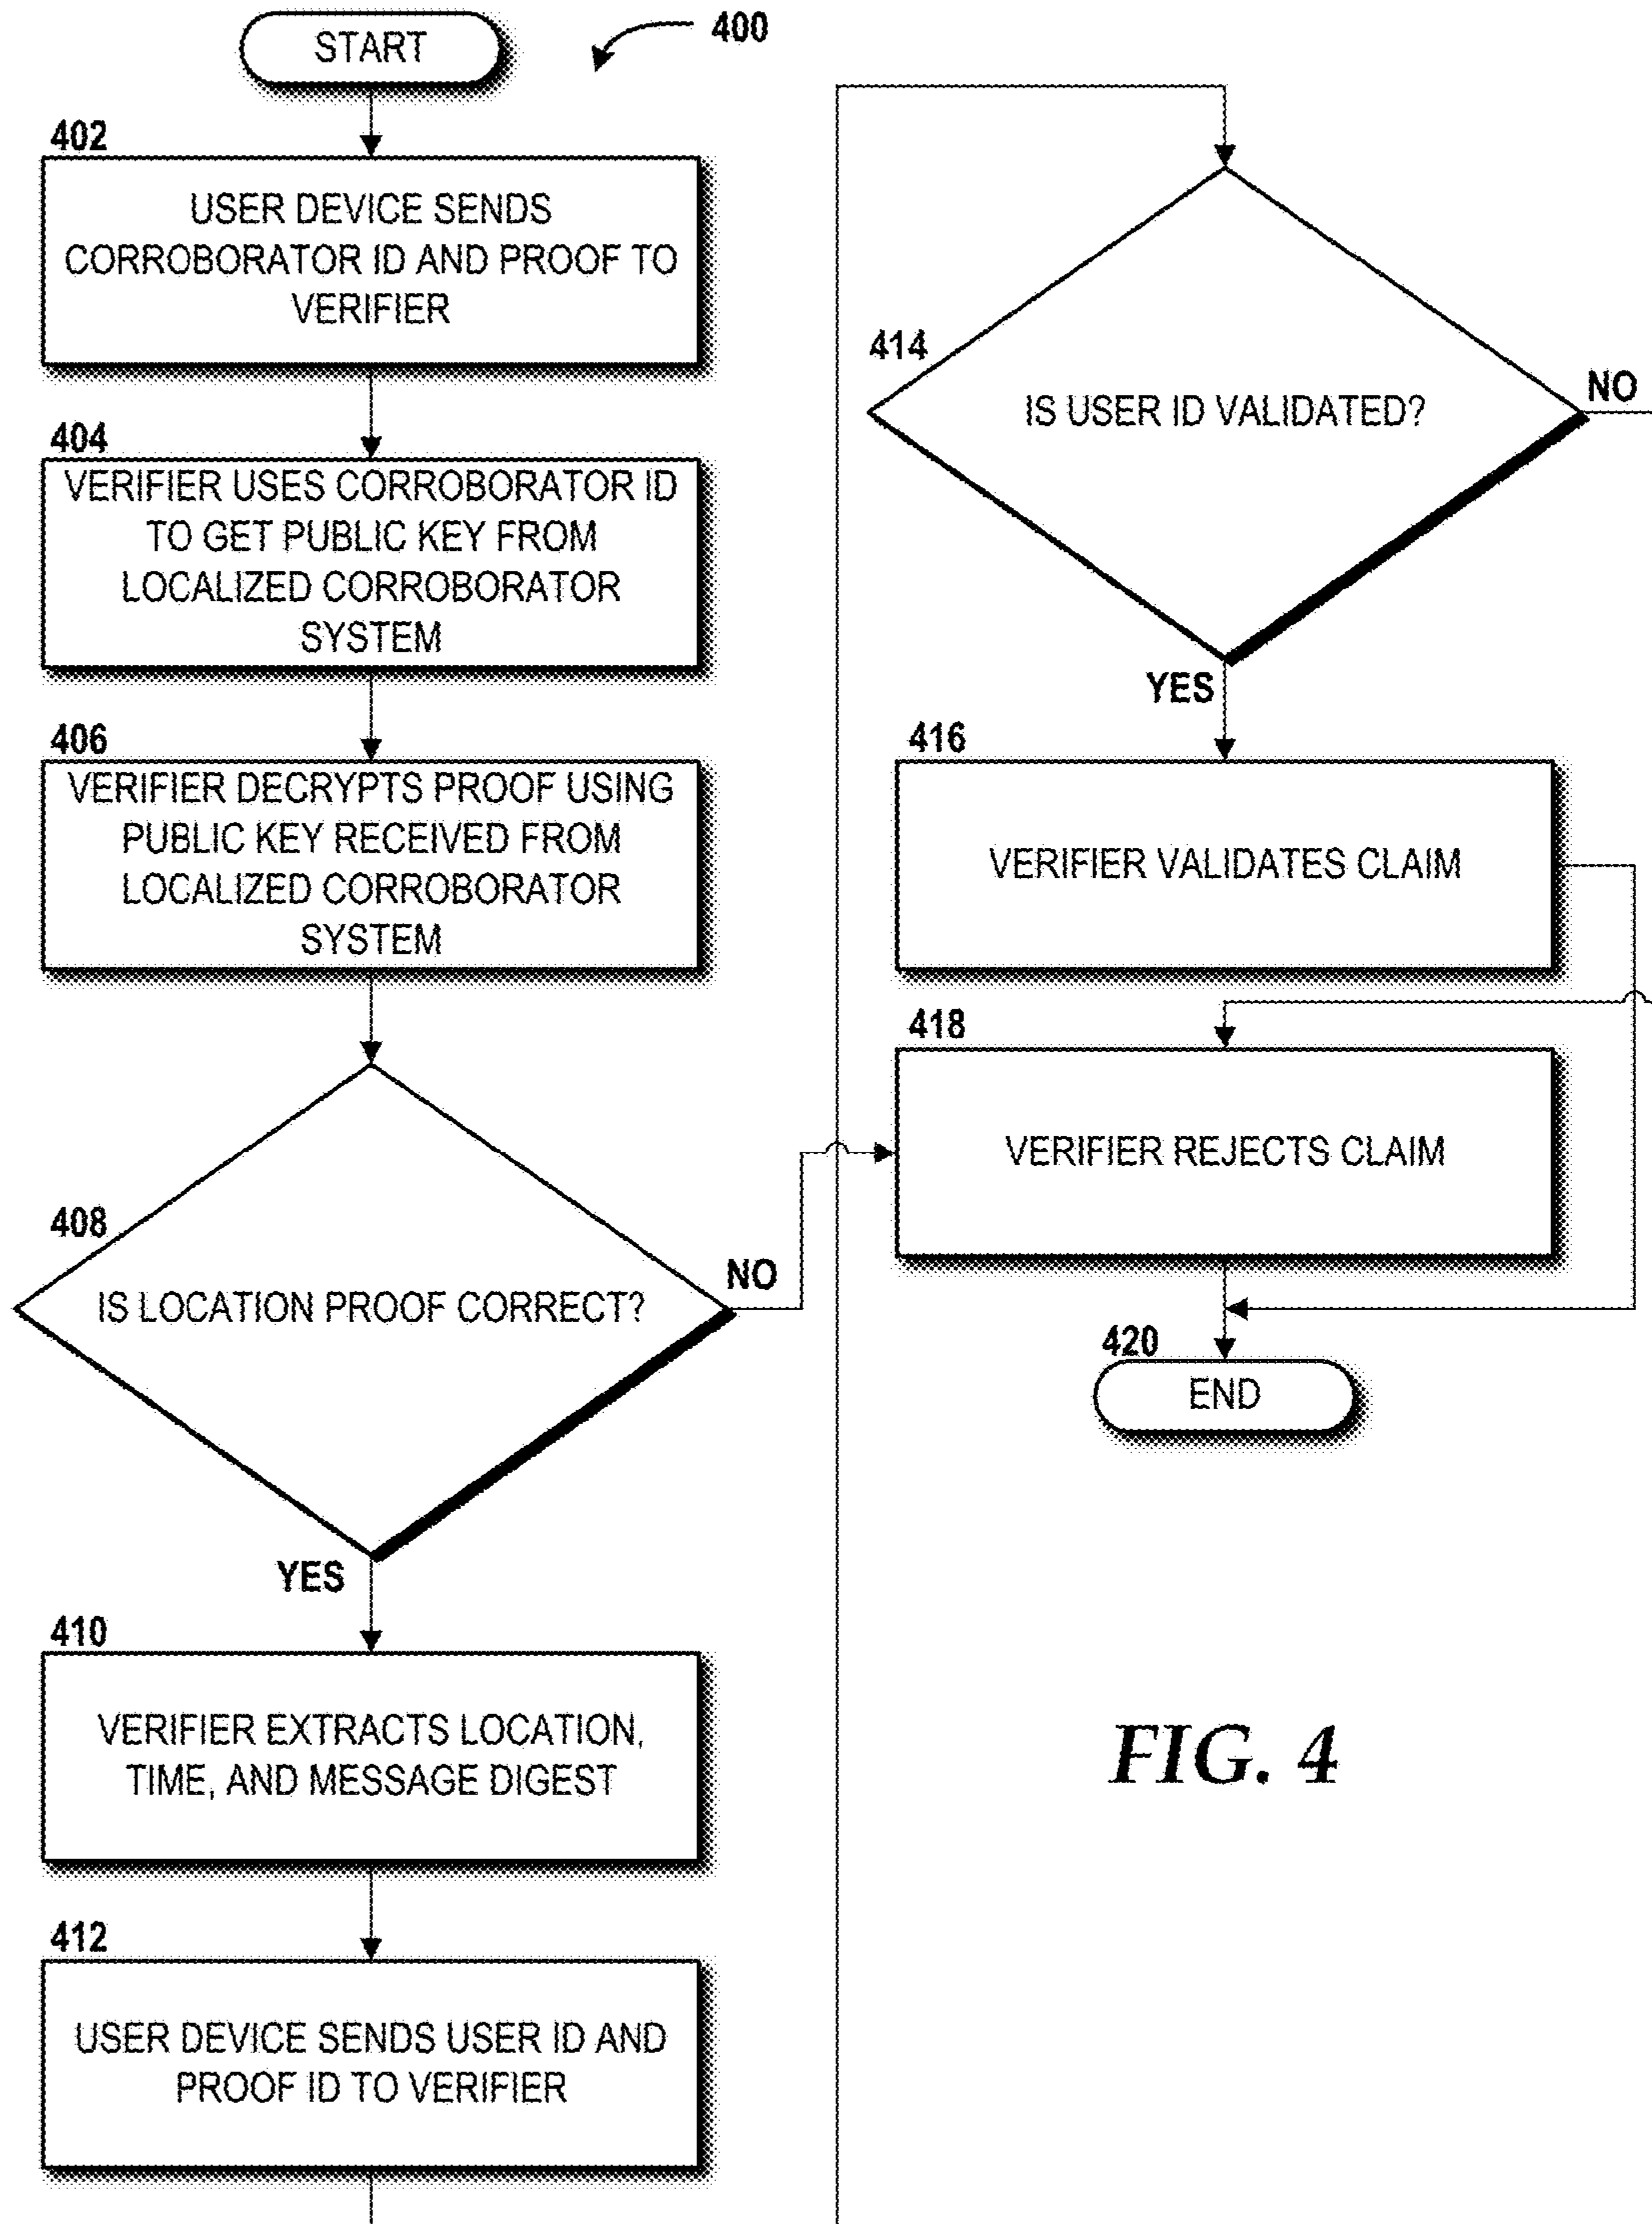 START
400
402
USER DEVICE SENDS
CORROBORATOR ID AND PROOF TO
VERIFIER
404
VERIFIER USES CORROBORATOR ID
TO GET PUBLIC KEY FROM
LOCALIZED CORROBORATOR
SYSTEM
406
VERIFIER DECRYPTS PROOF USING
PUBLIC KEY RECEIVED FROM
LOCALIZED CORROBORATOR
SYSTEM
408
IS LOCATION PROOF CORRECT?
NO
YES
410
VERIFIER EXTRACTS LOCATION,
TIME, AND MESSAGE DIGEST
412
USER DEVICE SENDS USER ID AND
PROOF ID TO VERIFIER
414
IS USER ID VALIDATED?
NO
YES
416
VERIFIER VALIDATES CLAIM
418
VERIFIER REJECTS CLAIM
420
END
FIG. 4